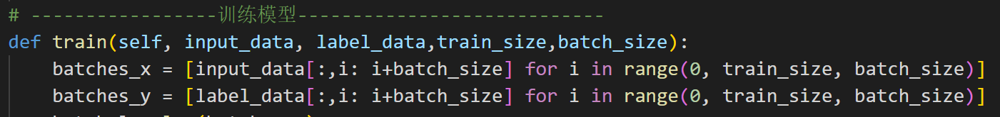 # -----------------训练模型----------------------------
def train(self, input_data, label_data,train_size,batch_size):
    batches_x = [input_data[:,i: i+batch_size] for i in range(0, train_size, batch_size)]
    batches_y = [label_data[:,i: i+batch_size] for i in range(0, train_size, batch_size)]